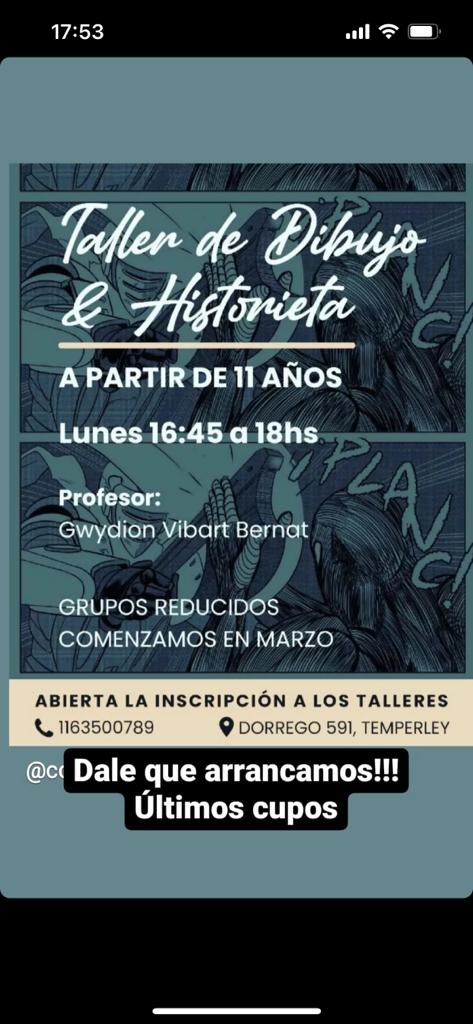 17:53
Taller de Dibujo
& Historieta
A PARTIR DE 11 AÑOS
Lunes 16:45 a 18hs
Profesor:
Gwydion Vibart Bernat
GRUPOS REDUCIDOS
COMENZAMOS EN MARZO
¡PLANC!
ABIERTA LA INSCRIPCIÓN A LOS TALLERES
1163500789 DORREGO 591, TEMPERLEY
Dale que arrancamos!!!
Últimos cupos